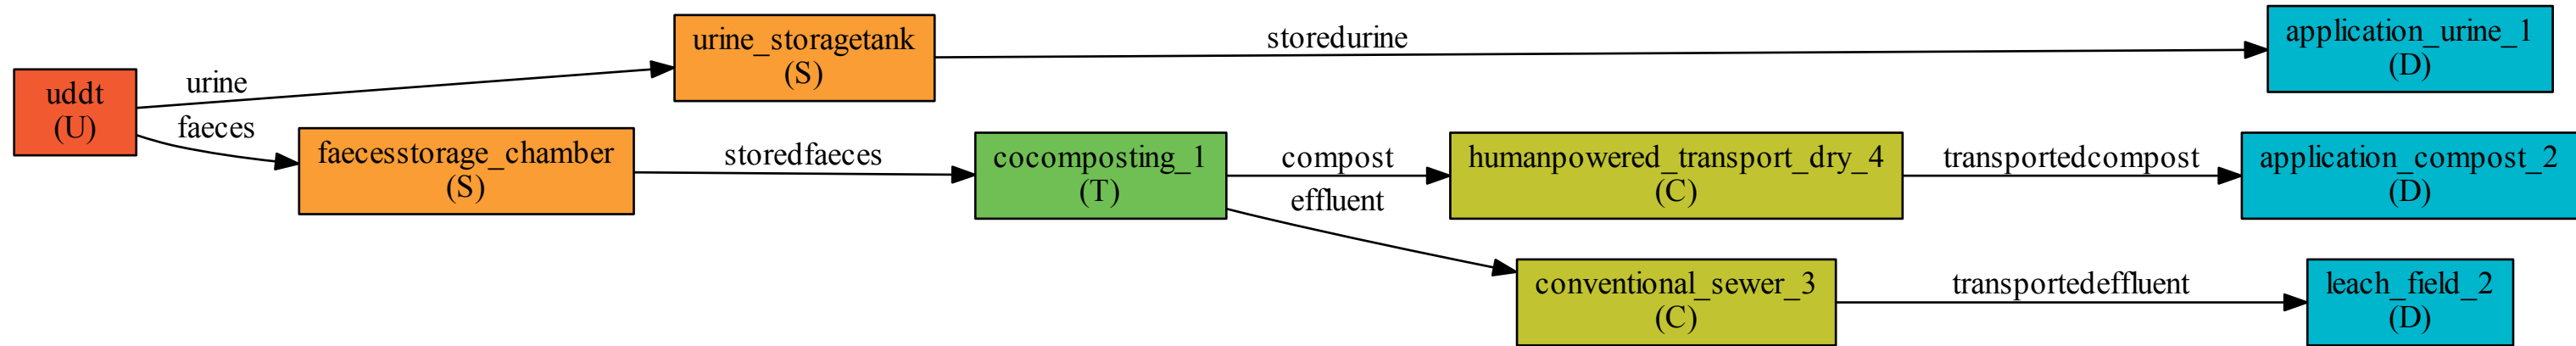 uddt
(U)
urine
faeces
urine_storagetank
(S)
storedurine
application_urine_1
(D)
faecesstorage_chamber
(S)
storedfaeces
cocomposting_1
(T)
compost
effluent
humanpowered_transport_dry_4
(C)
transportedcompost
application_compost_2
(D)
conventional_sewer_3
(C)
transportedeffluent
leach_field_2
(D)